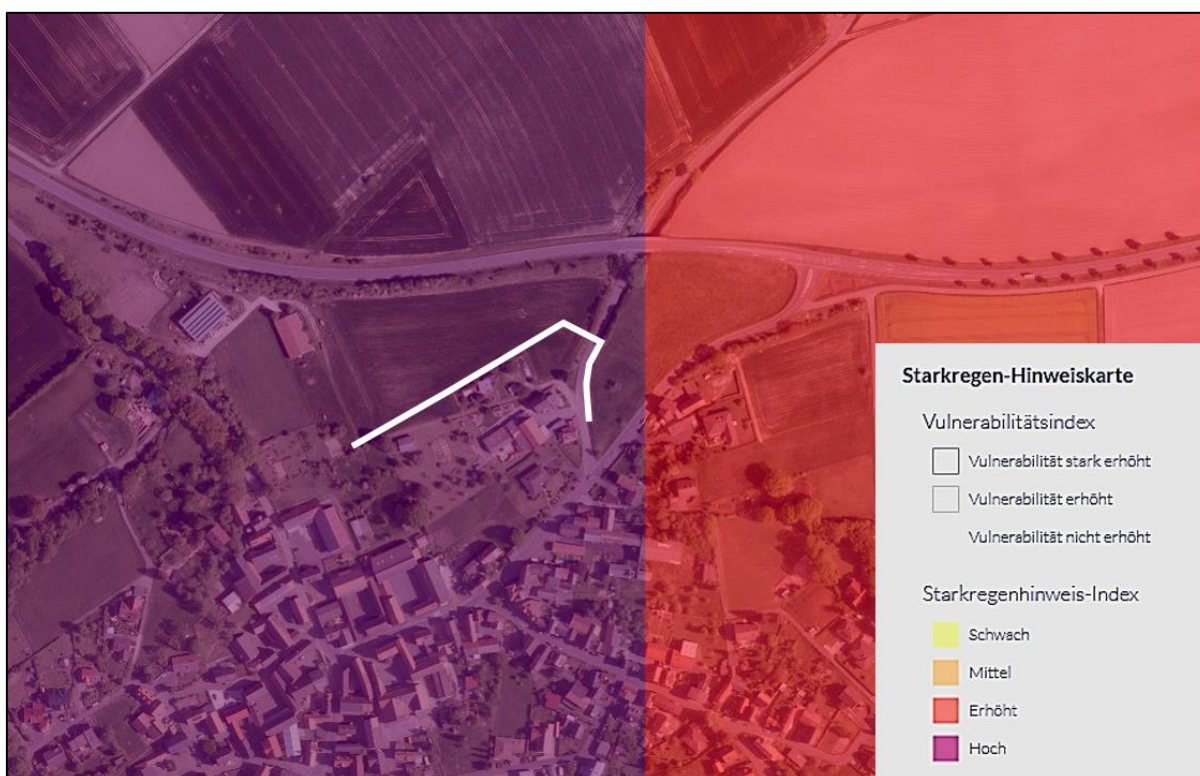 Starkregen-Hinweiskarte
Vulnerabilitätsindex
Vulnerabilität stark erhöht
Vulnerabilität erhöht
Vulnerabilität nicht erhöht
Starkregenhinweis-Index
Schwach
Mittel
Erhöht
Hoch